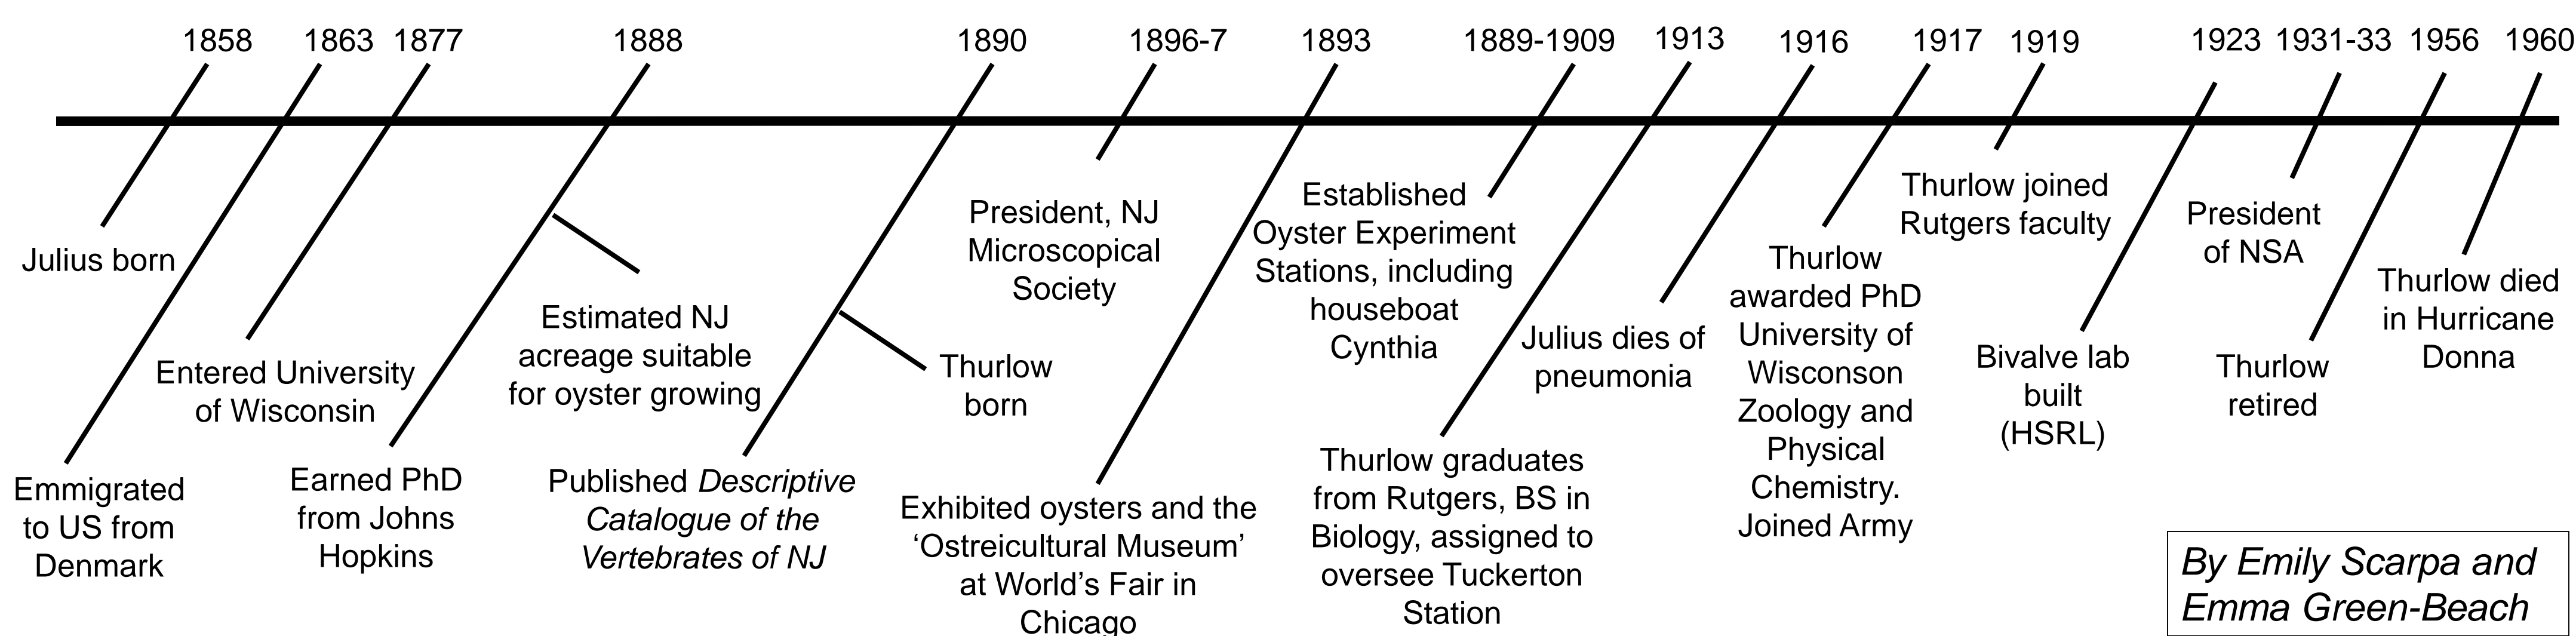 1858 1863 1877 1888 1890 1896-7 1893 1889-1909 1913 1916 1917 1919 1923 1931-33 1956 1960
Julius born
Emmigrated
to US from
Denmark
Entered University
of Wisconsin
Earned PhD
from Johns
Hopkins
Estimated NJ
acreage suitable
for oyster growing
Published Descriptive
Catalogue of the
Vertebrates of NJ
Thurlow
born
President, NJ
Microscopical
Society
Exhibited oysters and the
‘Ostreicultural Museum’
at World’s Fair in
Chicago
Established
Oyster Experiment
Stations, including
houseboat
Cynthia
Thurlow graduates
from Rutgers, BS in
Biology, assigned to
oversee Tuckerton
Station
Julius dies of
pneumonia
Thurlow
awarded PhD
University of
Wisconson
Zoology and
Physical
Chemistry.
Joined Army
Thurlow joined
Rutgers faculty
Bivalve lab
built
(HSRL)
President
of NSA
Thurlow
retired
Thurlow died
in Hurricane
Donna
By Emily Scarpa and
Emma Green-Beach